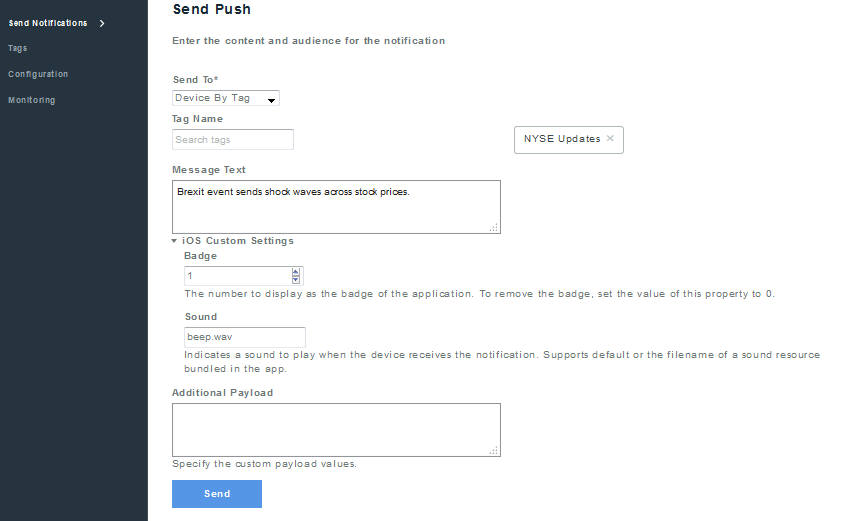 Send Notifications
Tags
Configuration
Monitoring
Send Push
Enter the content and audience for the notification
Send To*
Device By Tag
Tag Name
Search tags
NYSE Updates ×
Message Text
Brexit event sends shock waves across stock prices.
iOS Custom Settings
Badge
1
The number to display as the badge of the application. To remove the badge, set the value of this property to 0.
Sound
beep.wav
Indicates a sound to play when the device receives the notification. Supports default or the filename of a sound resource
bundled in the app.
Additional Payload
Specify the custom payload values.
Send